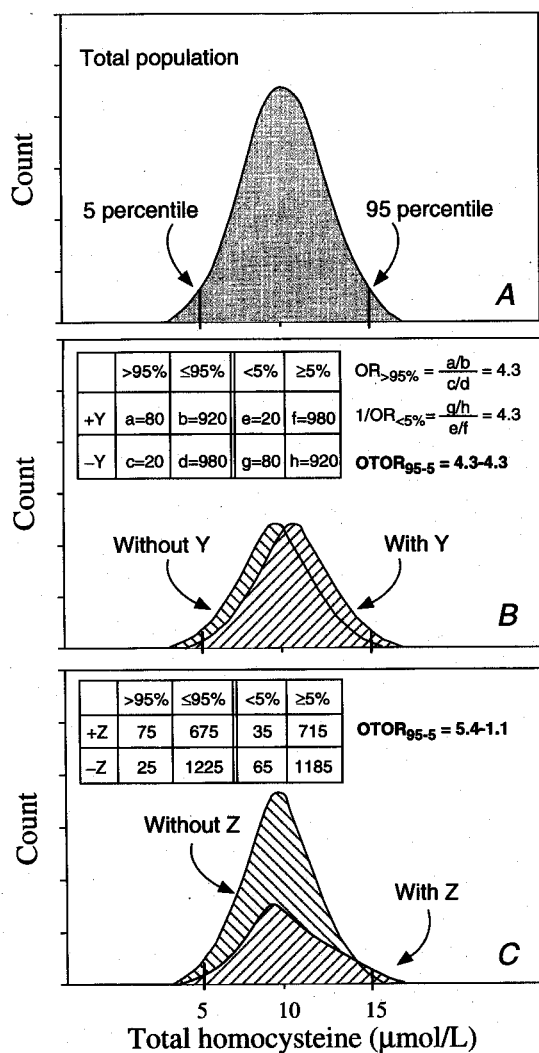 Total population
Count
5 percentile
95 percentile
A
>95% ≤95% <5% ≥5%
+Y a=80 b=920 e=20 f=980
−Y c=20 d=980 g=80 h=920
OR>95% = a/b / c/d = 4.3
1/OR<5% = g/h / e/f = 4.3
OTOR95-5 = 4.3-4.3
Count
Without Y
With Y
B
>95% ≤95% <5% ≥5%
+Z 75 675 35 715
−Z 25 1225 65 1185
OTOR95-5 = 5.4-1.1
Count
Without Z
With Z
C
5 10 15
Total homocysteine (µmol/L)